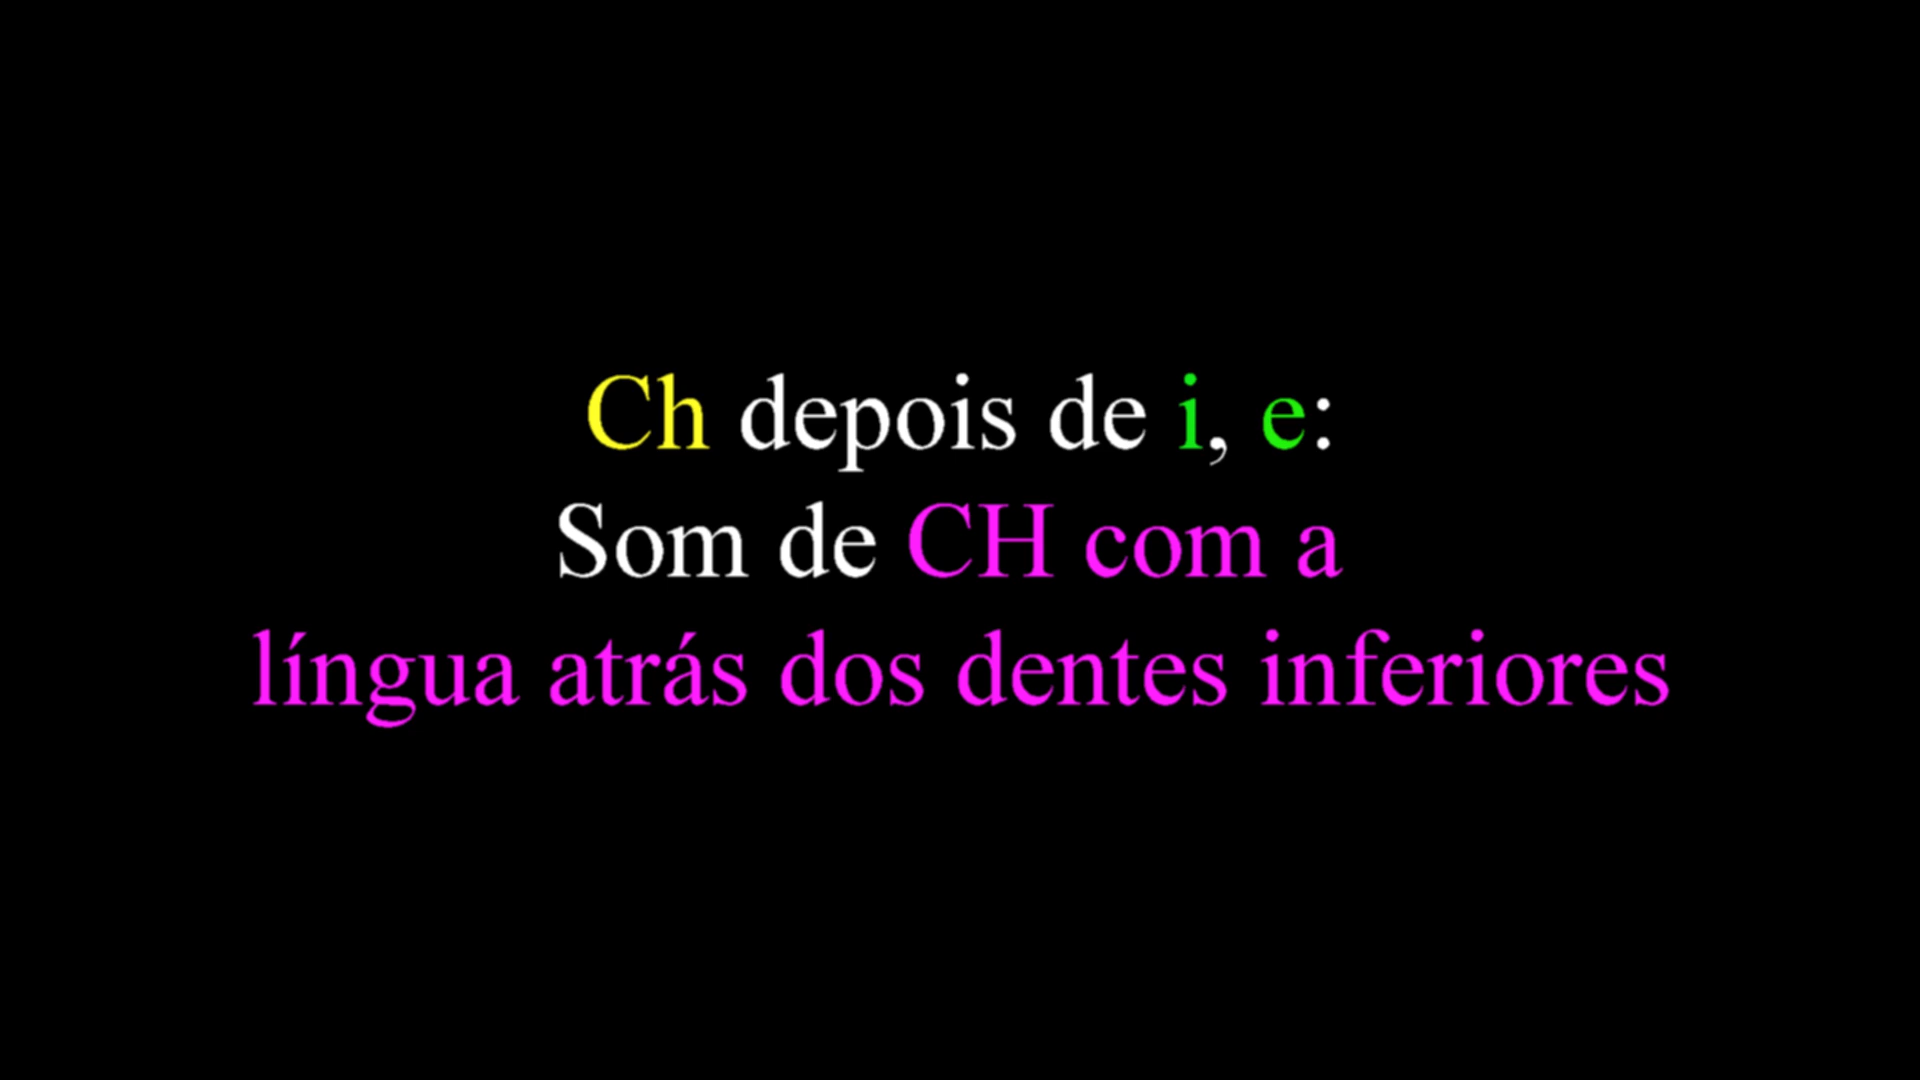 Ch depois de i, e:
Som de CH com a
língua atrás dos dentes inferiores